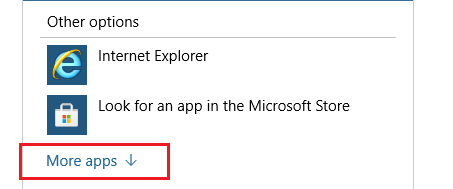 Other options
Internet Explorer
Look for an app in the Microsoft Store
More apps ↓